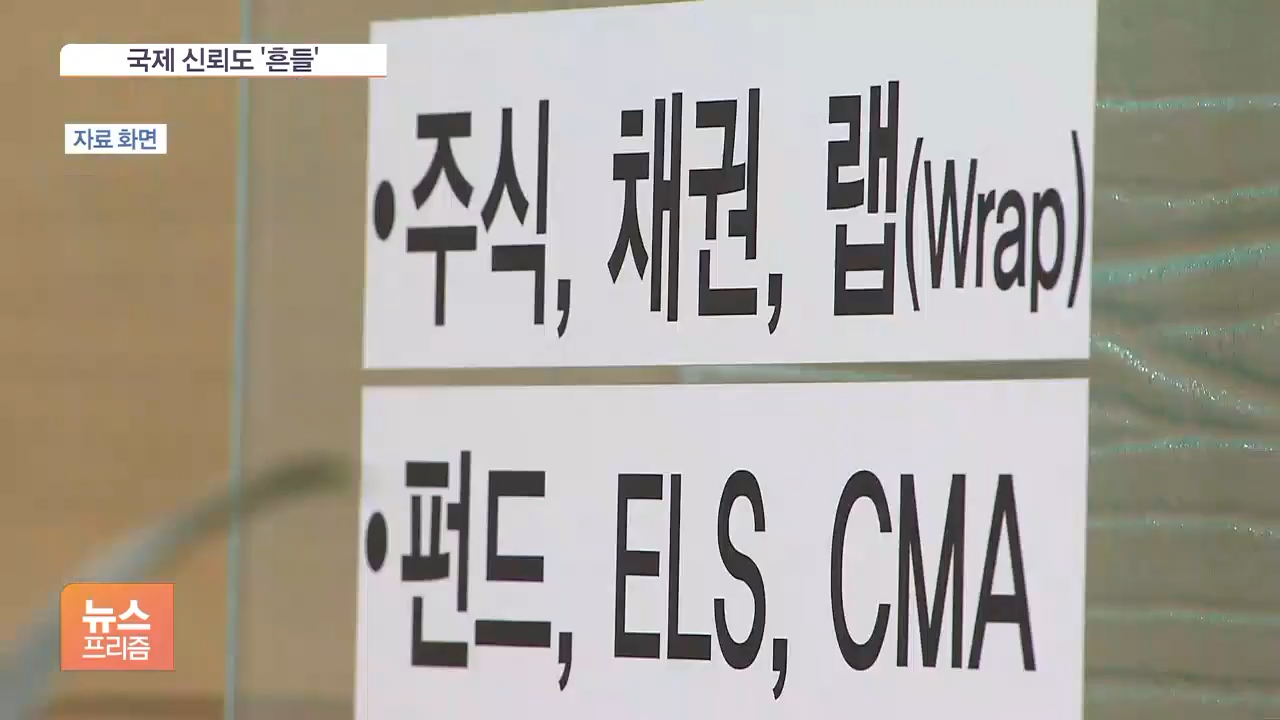 국제 신뢰도 '흔들'
자료 화면
•주식, 채권, 랩(Wrap)
•펀드, ELS, CMA
뉴스
프리즘